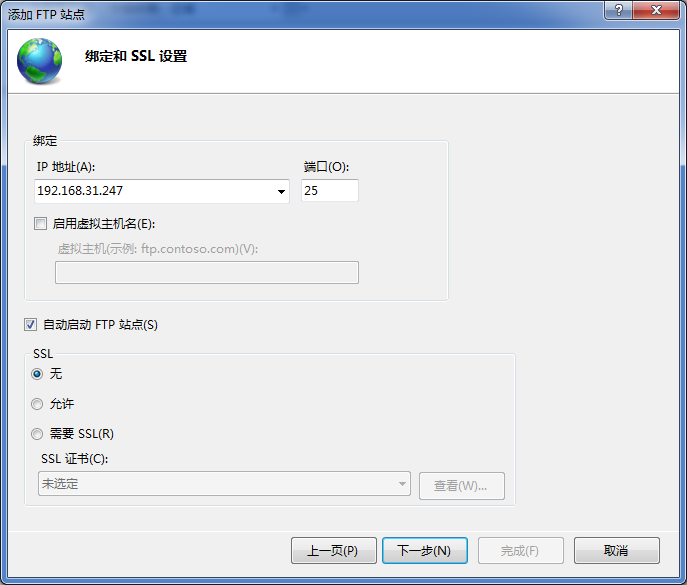 添加 FTP 站点
绑定和 SSL 设置
绑定
IP 地址(A):
端口(O):
192.168.31.247
25
启用虚拟主机名(E):
虚拟主机(示例: ftp.contoso.com)(V):
自动启动 FTP 站点(S)
SSL
无
允许
需要 SSL(R)
SSL 证书(C):
未选定
查看(W)...
上一页(P)
下一步(N)
完成(F)
取消